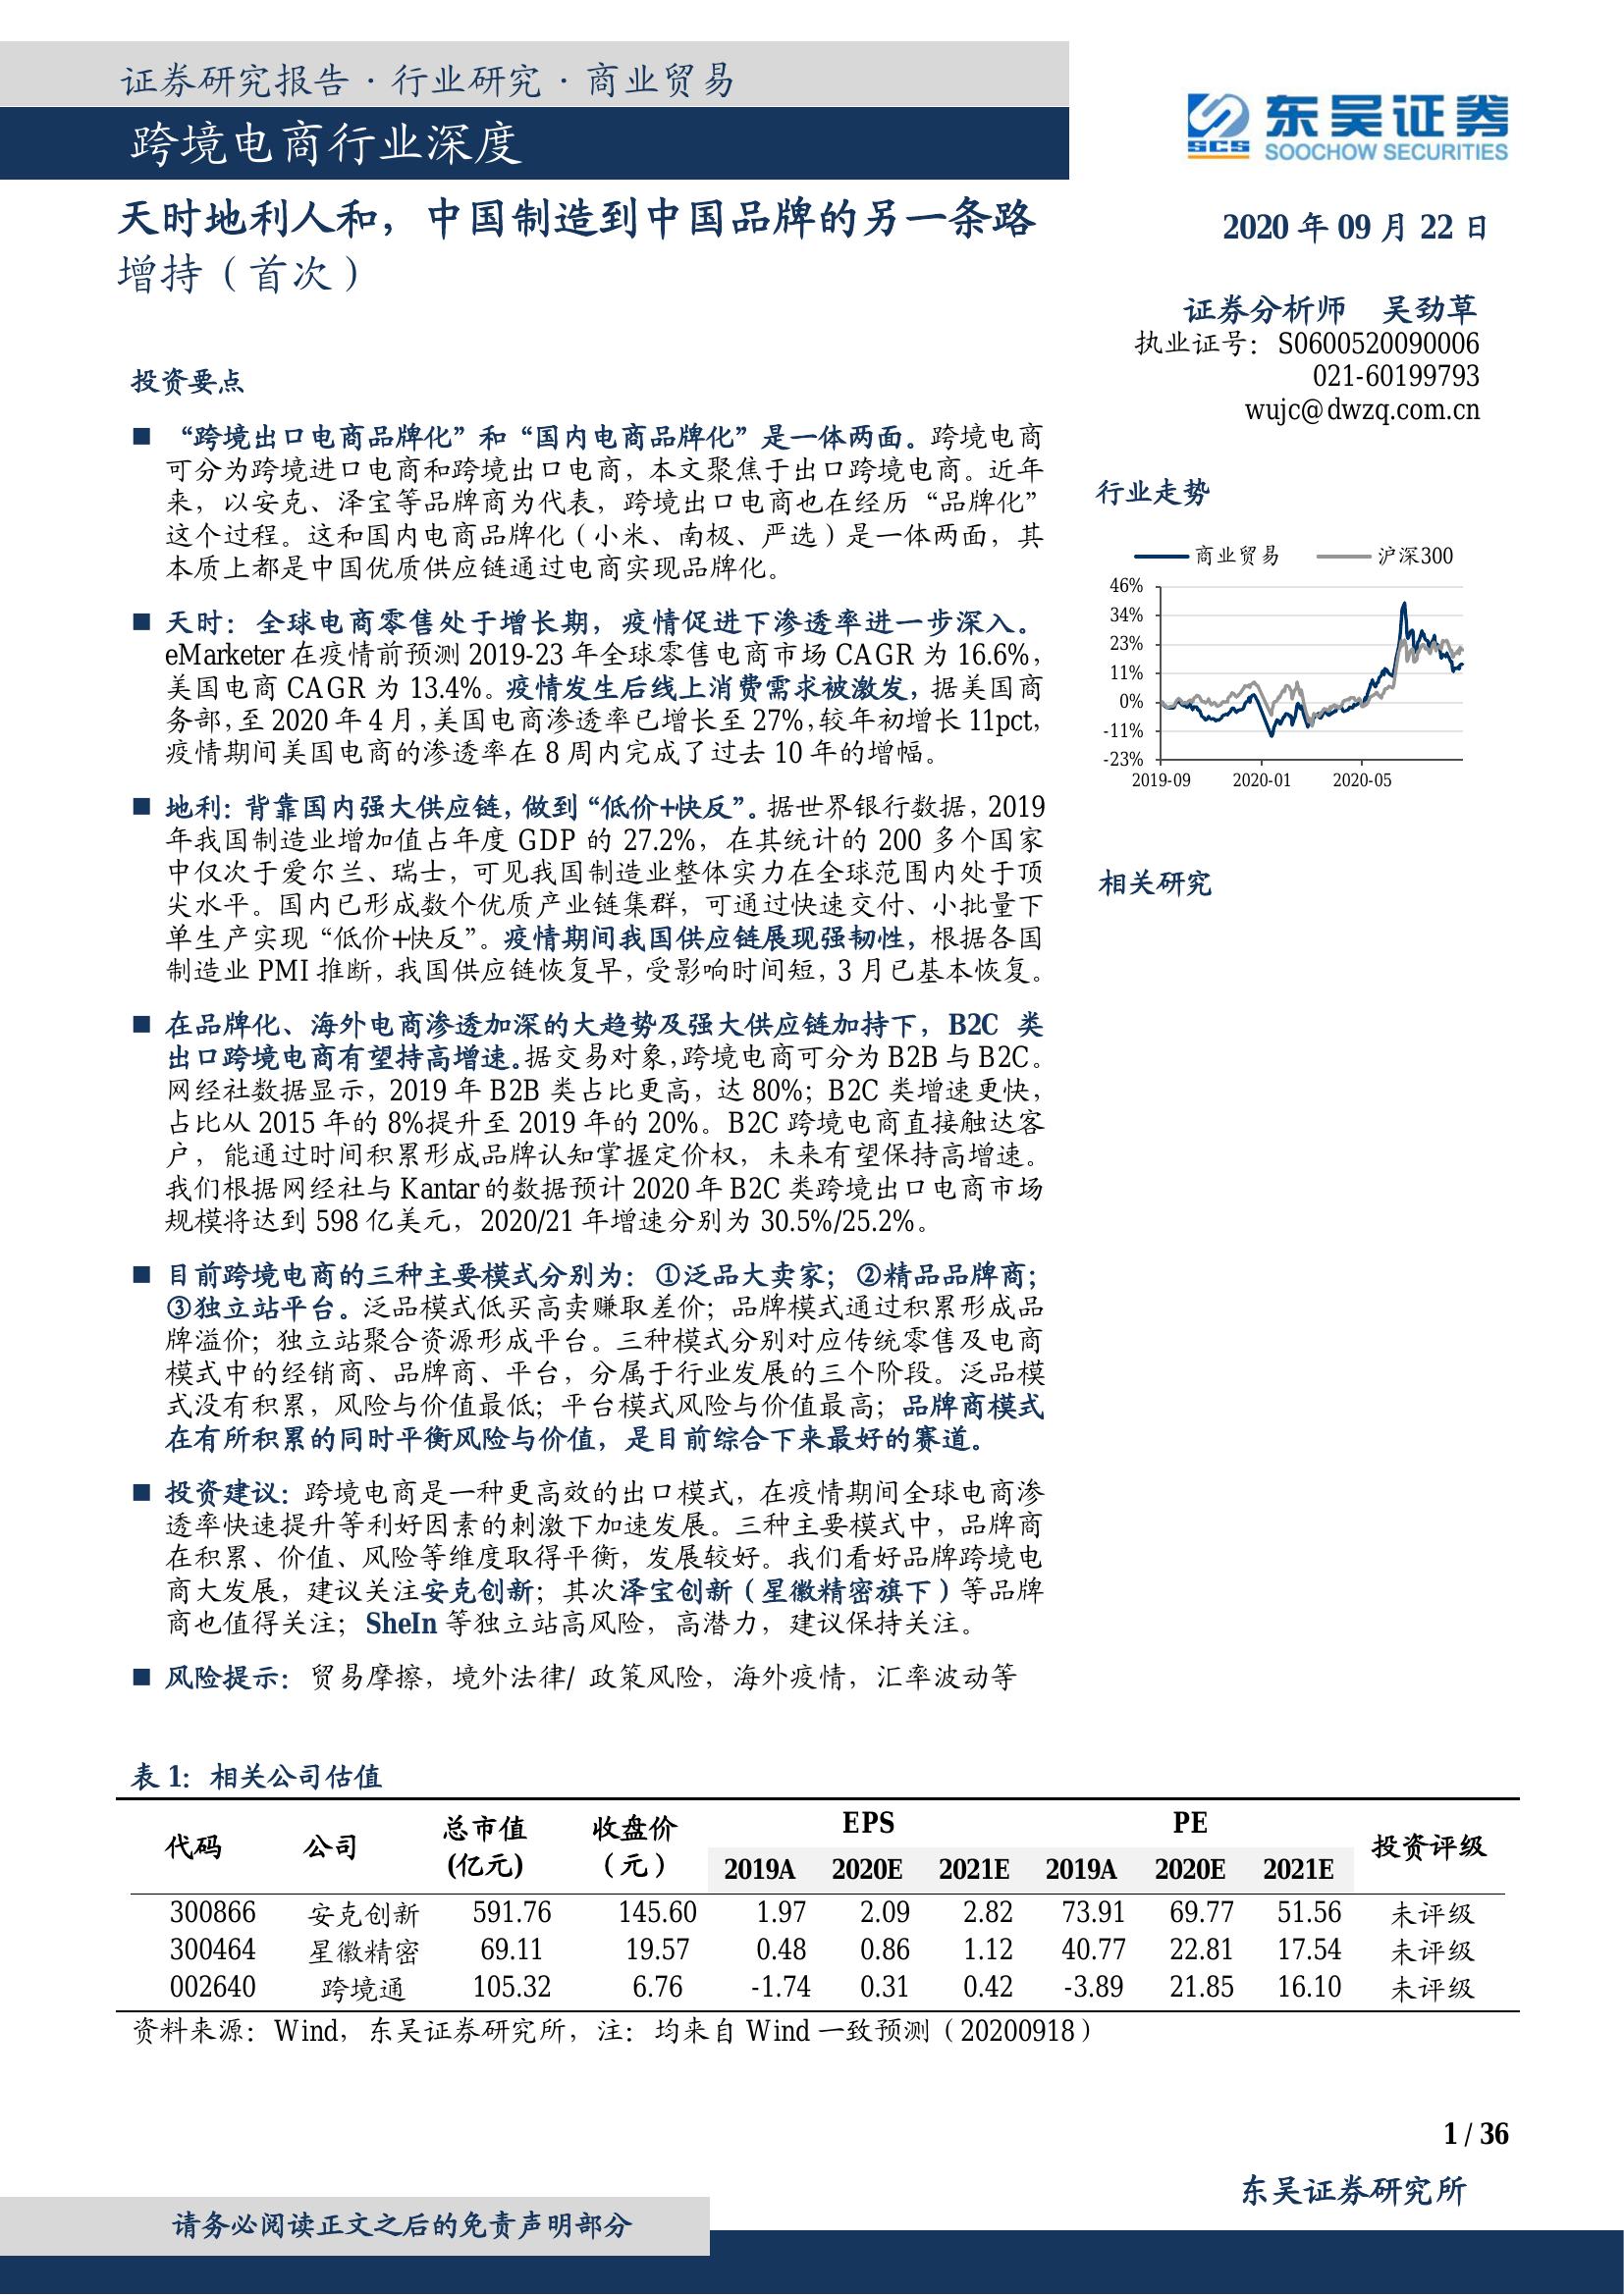 证券研究报告 · 行业研究 · 商业贸易
跨境电商行业深度
东吴证券
SCS
SOOCHOW SECURITIES
天时地利人和，中国制造到中国品牌的另一条路
增持（首次）
2020 年 09 月 22 日
证券分析师 吴劲草
执业证号：S0600520090006
021-60199793
wujc@dwzq.com.cn
行业走势
商业贸易 沪深300
46%
34%
23%
11%
0%
-11%
-23%
2019-09 2020-01 2020-05
相关研究
投资要点
■ “跨境出口电商品牌化”和“国内电商品牌化”是一体两面。跨境电商
可分为跨境进口电商和跨境出口电商，本文聚焦于出口跨境电商。近年
来，以安克、泽宝等品牌商为代表，跨境出口电商也在经历“品牌化”
这个过程。这和国内电商品牌化（小米、南极、严选）是一体两面，其
本质上都是中国优质供应链通过电商实现品牌化。
■ 天时：全球电商零售处于增长期，疫情促进下渗透率进一步深入。
eMarketer 在疫情前预测 2019-23 年全球零售电商市场 CAGR 为 16.6%，
美国电商 CAGR 为 13.4%。疫情发生后线上消费需求被激发，据美国商
务部，至 2020 年 4 月，美国电商渗透率已增长至 27%，较年初增长 11pct，
疫情期间美国电商的渗透率在 8 周内完成了过去 10 年的增幅。
■ 地利：背靠国内强大供应链，做到“低价+快反”。据世界银行数据，2019
年我国制造业增加值占年度 GDP 的 27.2%，在其统计的 200 多个国家
中仅次于爱尔兰、瑞士，可见我国制造业整体实力在全球范围内处于顶
尖水平。国内已形成数个优质产业链集群，可通过快速交付、小批量下
单生产实现“低价+快反”。疫情期间我国供应链展现强韧性，根据各国
制造业 PMI 推断，我国供应链恢复早，受影响时间短，3 月已基本恢复。
■ 在品牌化、海外电商渗透加深的大趋势及强大供应链加持下，B2C 类
出口跨境电商有望持高增速。据交易对象，跨境电商可分为 B2B 与 B2C。
网经社数据显示，2019 年 B2B 类占比更高，达 80%；B2C 类增速更快，
占比从 2015 年的 8%提升至 2019 年的 20%。B2C 跨境电商直接触达客
户，能通过时间积累形成品牌认知掌握定价权，未来有望保持高增速。
我们根据网经社与 Kantar 的数据预计 2020 年 B2C 类跨境出口电商市场
规模将达到 598 亿美元，2020/21 年增速分别为 30.5%/25.2%。
■ 目前跨境电商的三种主要模式分别为：①泛品大卖家；②精品品牌商；
③独立站平台。泛品模式低买高卖赚取差价；品牌模式通过积累形成品
牌溢价；独立站聚合资源形成平台。三种模式分别对应传统零售及电商
模式中的经销商、品牌商、平台，分属于行业发展的三个阶段。泛品模
式没有积累，风险与价值最低；平台模式风险与价值最高；品牌商模式
在有所积累的同时平衡风险与价值，是目前综合下来最好的赛道。
■ 投资建议：跨境电商是一种更高效的出口模式，在疫情期间全球电商渗
透率快速提升等利好因素的刺激下加速发展。三种主要模式中，品牌商
在积累、价值、风险等维度取得平衡，发展较好。我们看好品牌跨境电
商大发展，建议关注安克创新；其次泽宝创新（星徽精密旗下）等品牌
商也值得关注；SheIn 等独立站高风险，高潜力，建议保持关注。
■ 风险提示：贸易摩擦，境外法律/ 政策风险，海外疫情，汇率波动等
表 1：相关公司估值
代码 公司 总市值(亿元) 收盘价（元） EPS PE 投资评级
2019A 2020E 2021E 2019A 2020E 2021E
300866 安克创新 591.76 145.60 1.97 2.09 2.82 73.91 69.77 51.56 未评级
300464 星徽精密 69.11 19.57 0.48 0.86 1.12 40.77 22.81 17.54 未评级
002640 跨境通 105.32 6.76 -1.74 0.31 0.42 -3.89 21.85 16.10 未评级
资料来源：Wind，东吴证券研究所，注：均来自 Wind 一致预测（20200918）
1 / 36
东吴证券研究所
请务必阅读正文之后的免责声明部分